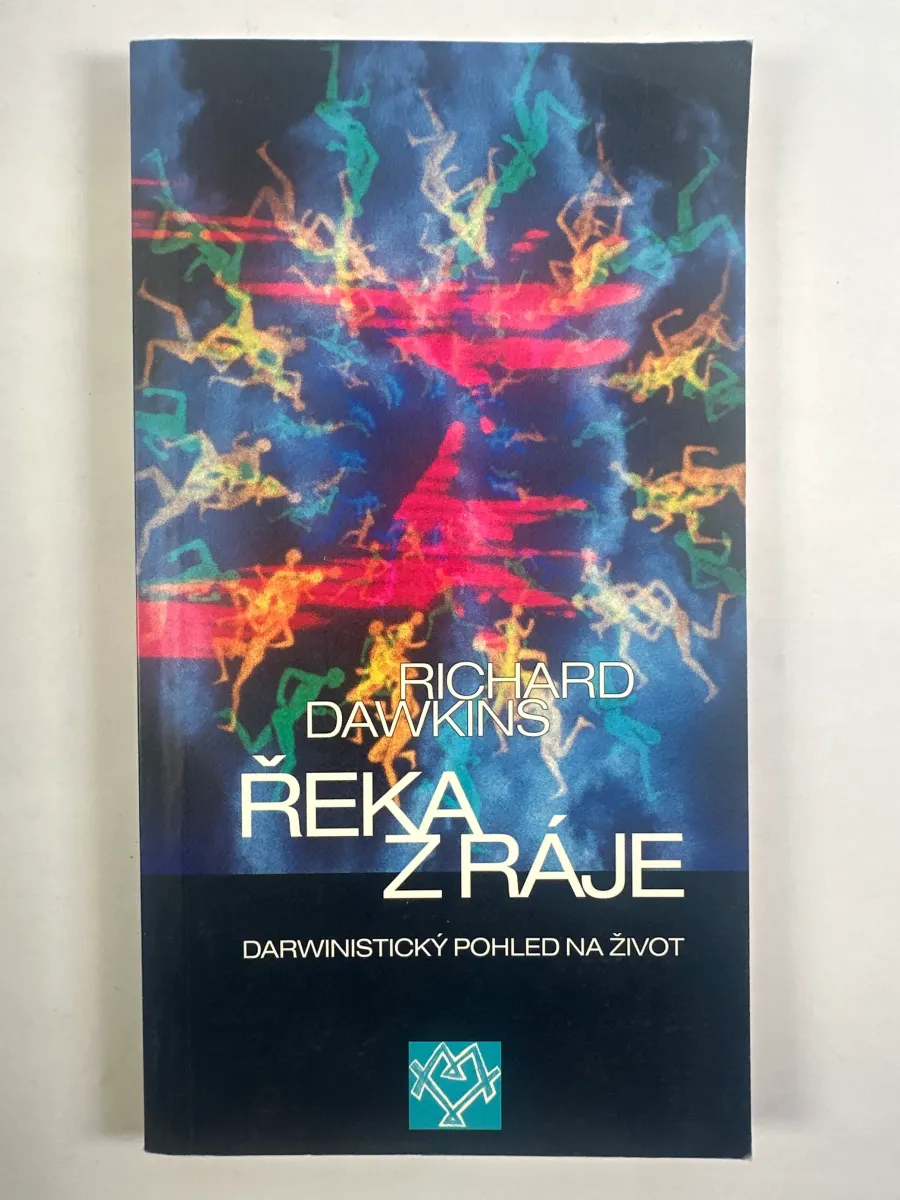 RICHARD
DAWKINS
ŘEKA
Z RÁJE
DARWINISTICKÝ POHLED NA ŽIVOT